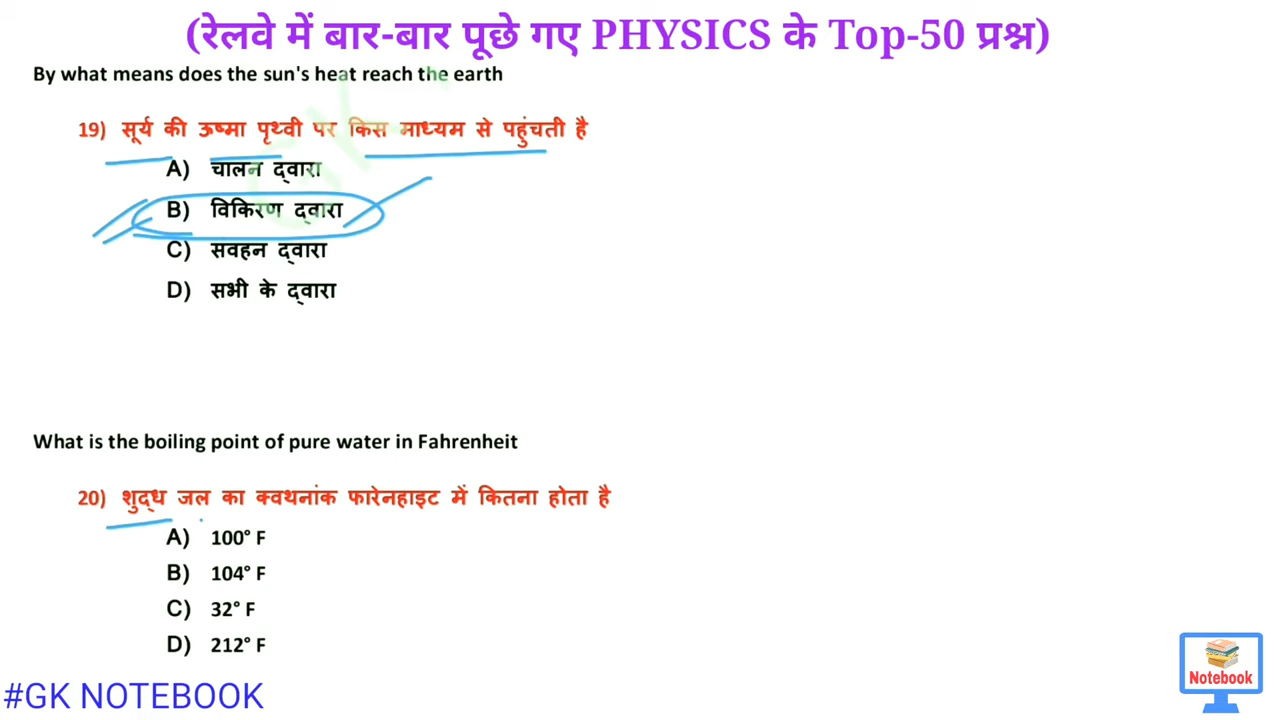 (रेलवे में बार-बार पूछे गए PHYSICS के Top-50 प्रश्न)
By what means does the sun's heat reach the earth
19) सूर्य की ऊष्मा पृथ्वी पर किस माध्यम से पहुंचती है
A) चालन द्वारा
B) विकिरण द्वारा
C) सवहन द्वारा
D) सभी के द्वारा
What is the boiling point of pure water in Fahrenheit
20) शुद्ध जल का क्वथनांक फारेनहाइट में कितना होता है
A) 100° F
B) 104° F
C) 32° F
D) 212° F
Notebook
#GK NOTEBOOK